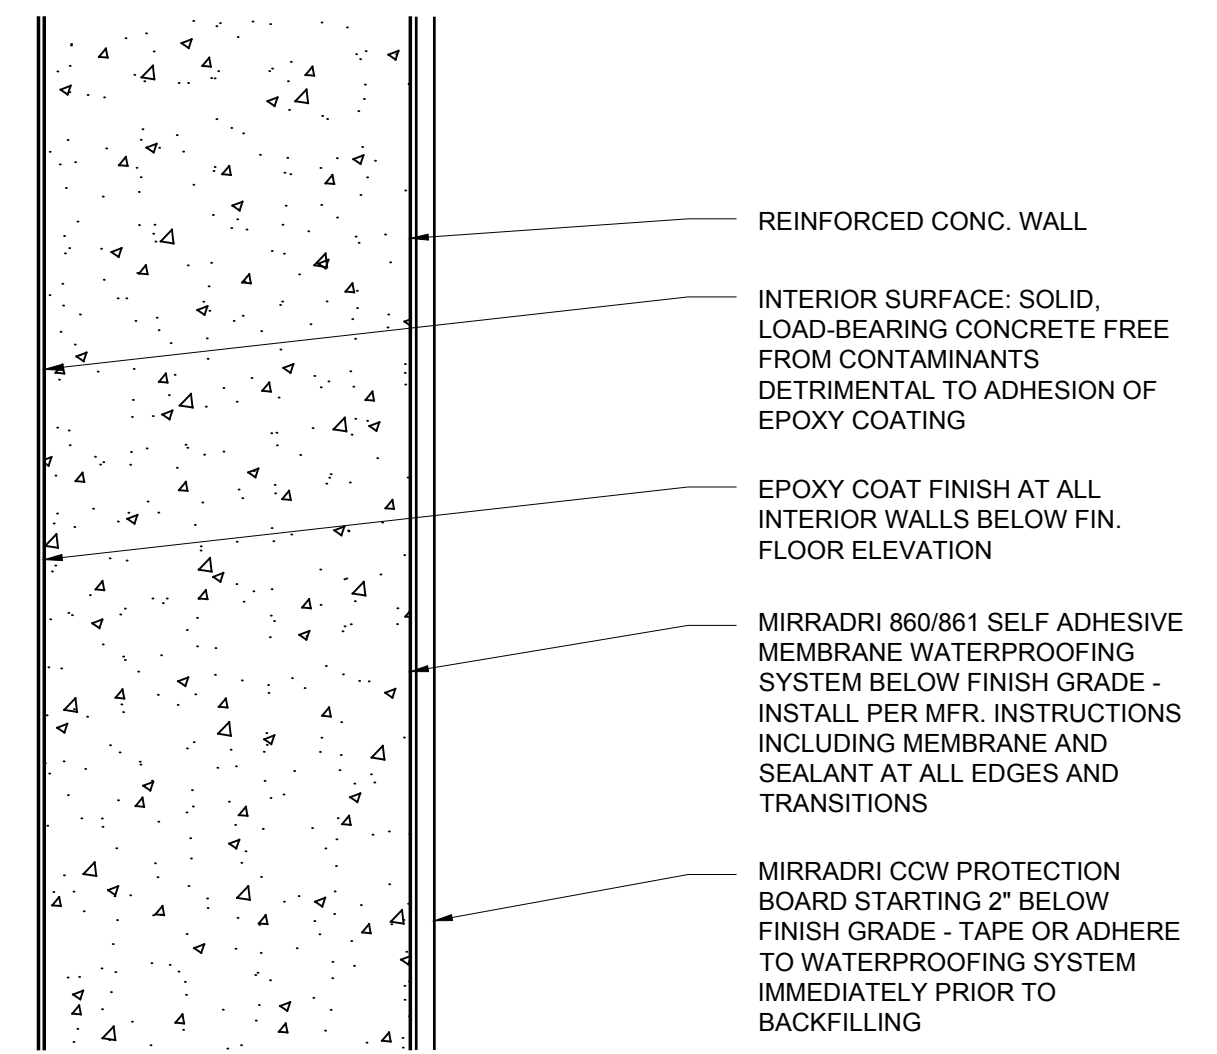 REINFORCED CONC. WALL
INTERIOR SURFACE: SOLID,
LOAD-BEARING CONCRETE FREE
FROM CONTAMINANTS
DETRIMENTAL TO ADHESION OF
EPOXY COATING
EPOXY COAT FINISH AT ALL
INTERIOR WALLS BELOW FIN.
FLOOR ELEVATION
MIRRADRI 860/861 SELF ADHESIVE
MEMBRANE WATERPROOFING
SYSTEM BELOW FINISH GRADE -
INSTALL PER MFR. INSTRUCTIONS
INCLUDING MEMBRANE AND
SEALANT AT ALL EDGES AND
TRANSITIONS
MIRRADRI CCW PROTECTION
BOARD STARTING 2" BELOW
FINISH GRADE - TAPE OR ADHERE
TO WATERPROOFING SYSTEM
IMMEDIATELY PRIOR TO
BACKFILLING